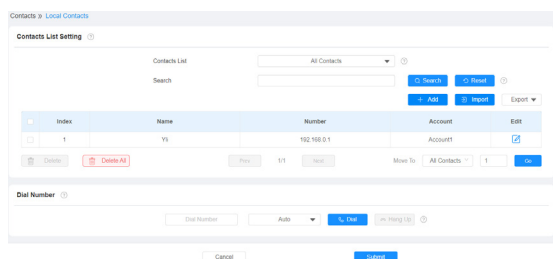 Contacts » Local Contacts
Contacts List Setting
Contacts List All Contacts
Search Search Reset
+ Add Import Export
Index Name Number Account Edit
1 Yli 192.168.0.1 Account1
Delete Delete All Prev 1/1 Next Move To All Contacts 1 Go
Dial Number
Dial Number Auto Dial Hang Up
Cancel Submit